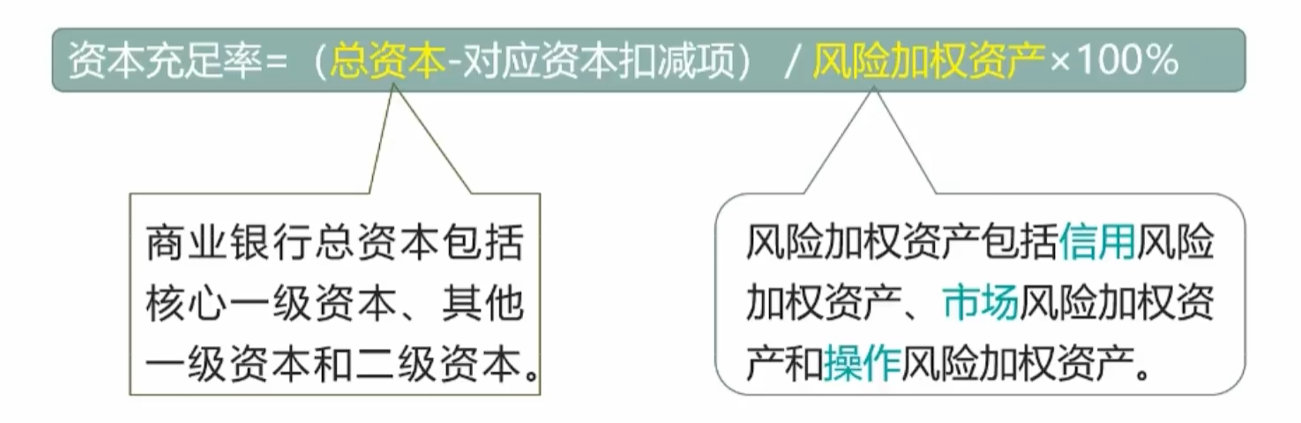 资本充足率=（总资本-对应资本扣减项）/风险加权资产×100%
商业银行总资本包括
核心一级资本、其他
一级资本和二级资本。
风险加权资产包括信用风险
加权资产、市场风险加权资
产和操作风险加权资产。